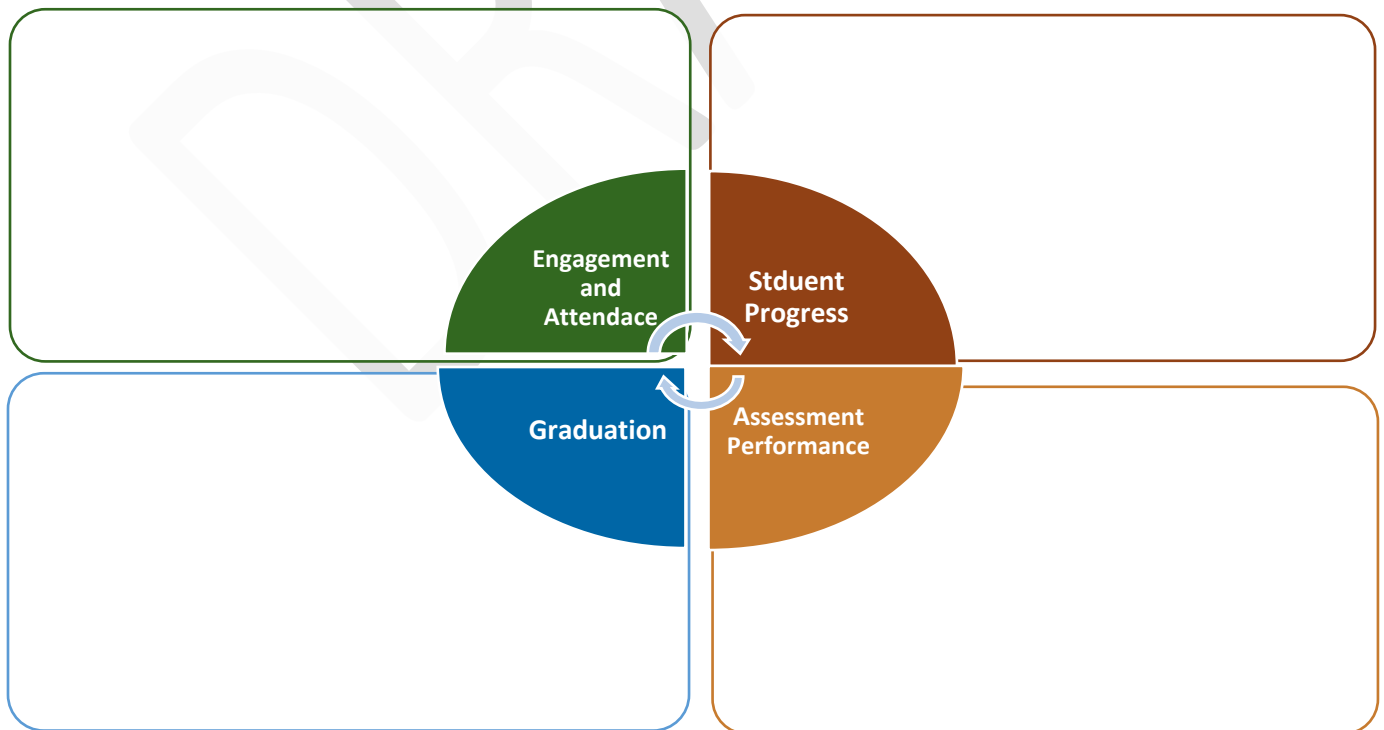 Engagement
and
Attendace
Stduent
Progress
Graduation
Assessment
Performance